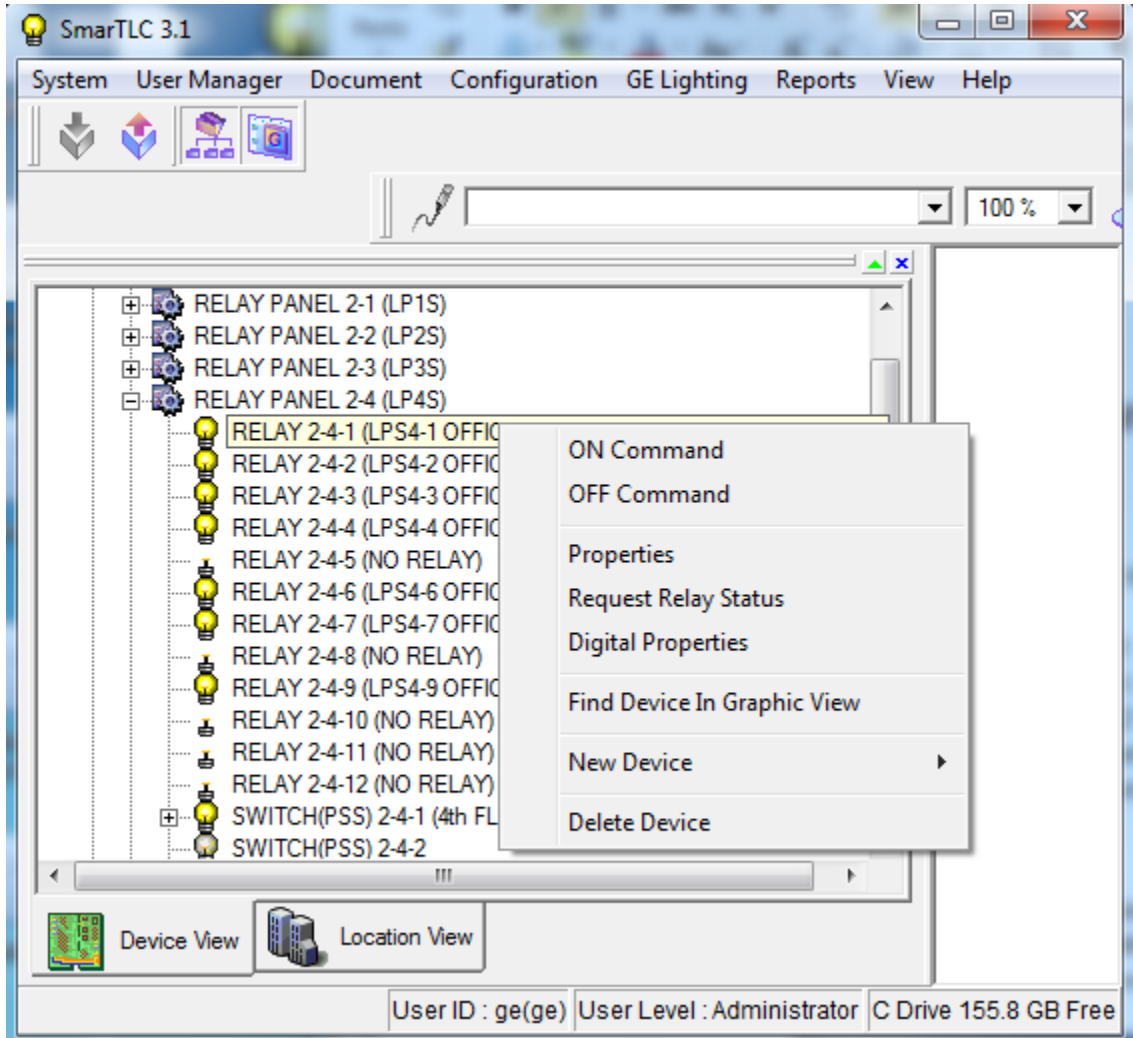 SmarTLC 3.1
System User Manager Document Configuration GE Lighting Reports View Help
G
100 %
RELAY PANEL 2-1 (LP1S)
RELAY PANEL 2-2 (LP2S)
RELAY PANEL 2-3 (LP3S)
RELAY PANEL 2-4 (LP4S)
RELAY 2-4-1 (LPS4-1 OFFIC
RELAY 2-4-2 (LPS4-2 OFFIC
RELAY 2-4-3 (LPS4-3 OFFIC
RELAY 2-4-4 (LPS4-4 OFFIC
RELAY 2-4-5 (NO RELAY)
RELAY 2-4-6 (LPS4-6 OFFIC
RELAY 2-4-7 (LPS4-7 OFFIC
RELAY 2-4-8 (NO RELAY)
RELAY 2-4-9 (LPS4-9 OFFIC
RELAY 2-4-10 (NO RELAY)
RELAY 2-4-11 (NO RELAY)
RELAY 2-4-12 (NO RELAY)
SWITCH(PSS) 2-4-1 (4th FL
SWITCH(PSS) 2-4-2
ON Command
OFF Command
Properties
Request Relay Status
Digital Properties
Find Device In Graphic View
New Device
Delete Device
Device View
Location View
User ID : ge(ge) User Level : Administrator C Drive 155.8 GB Free